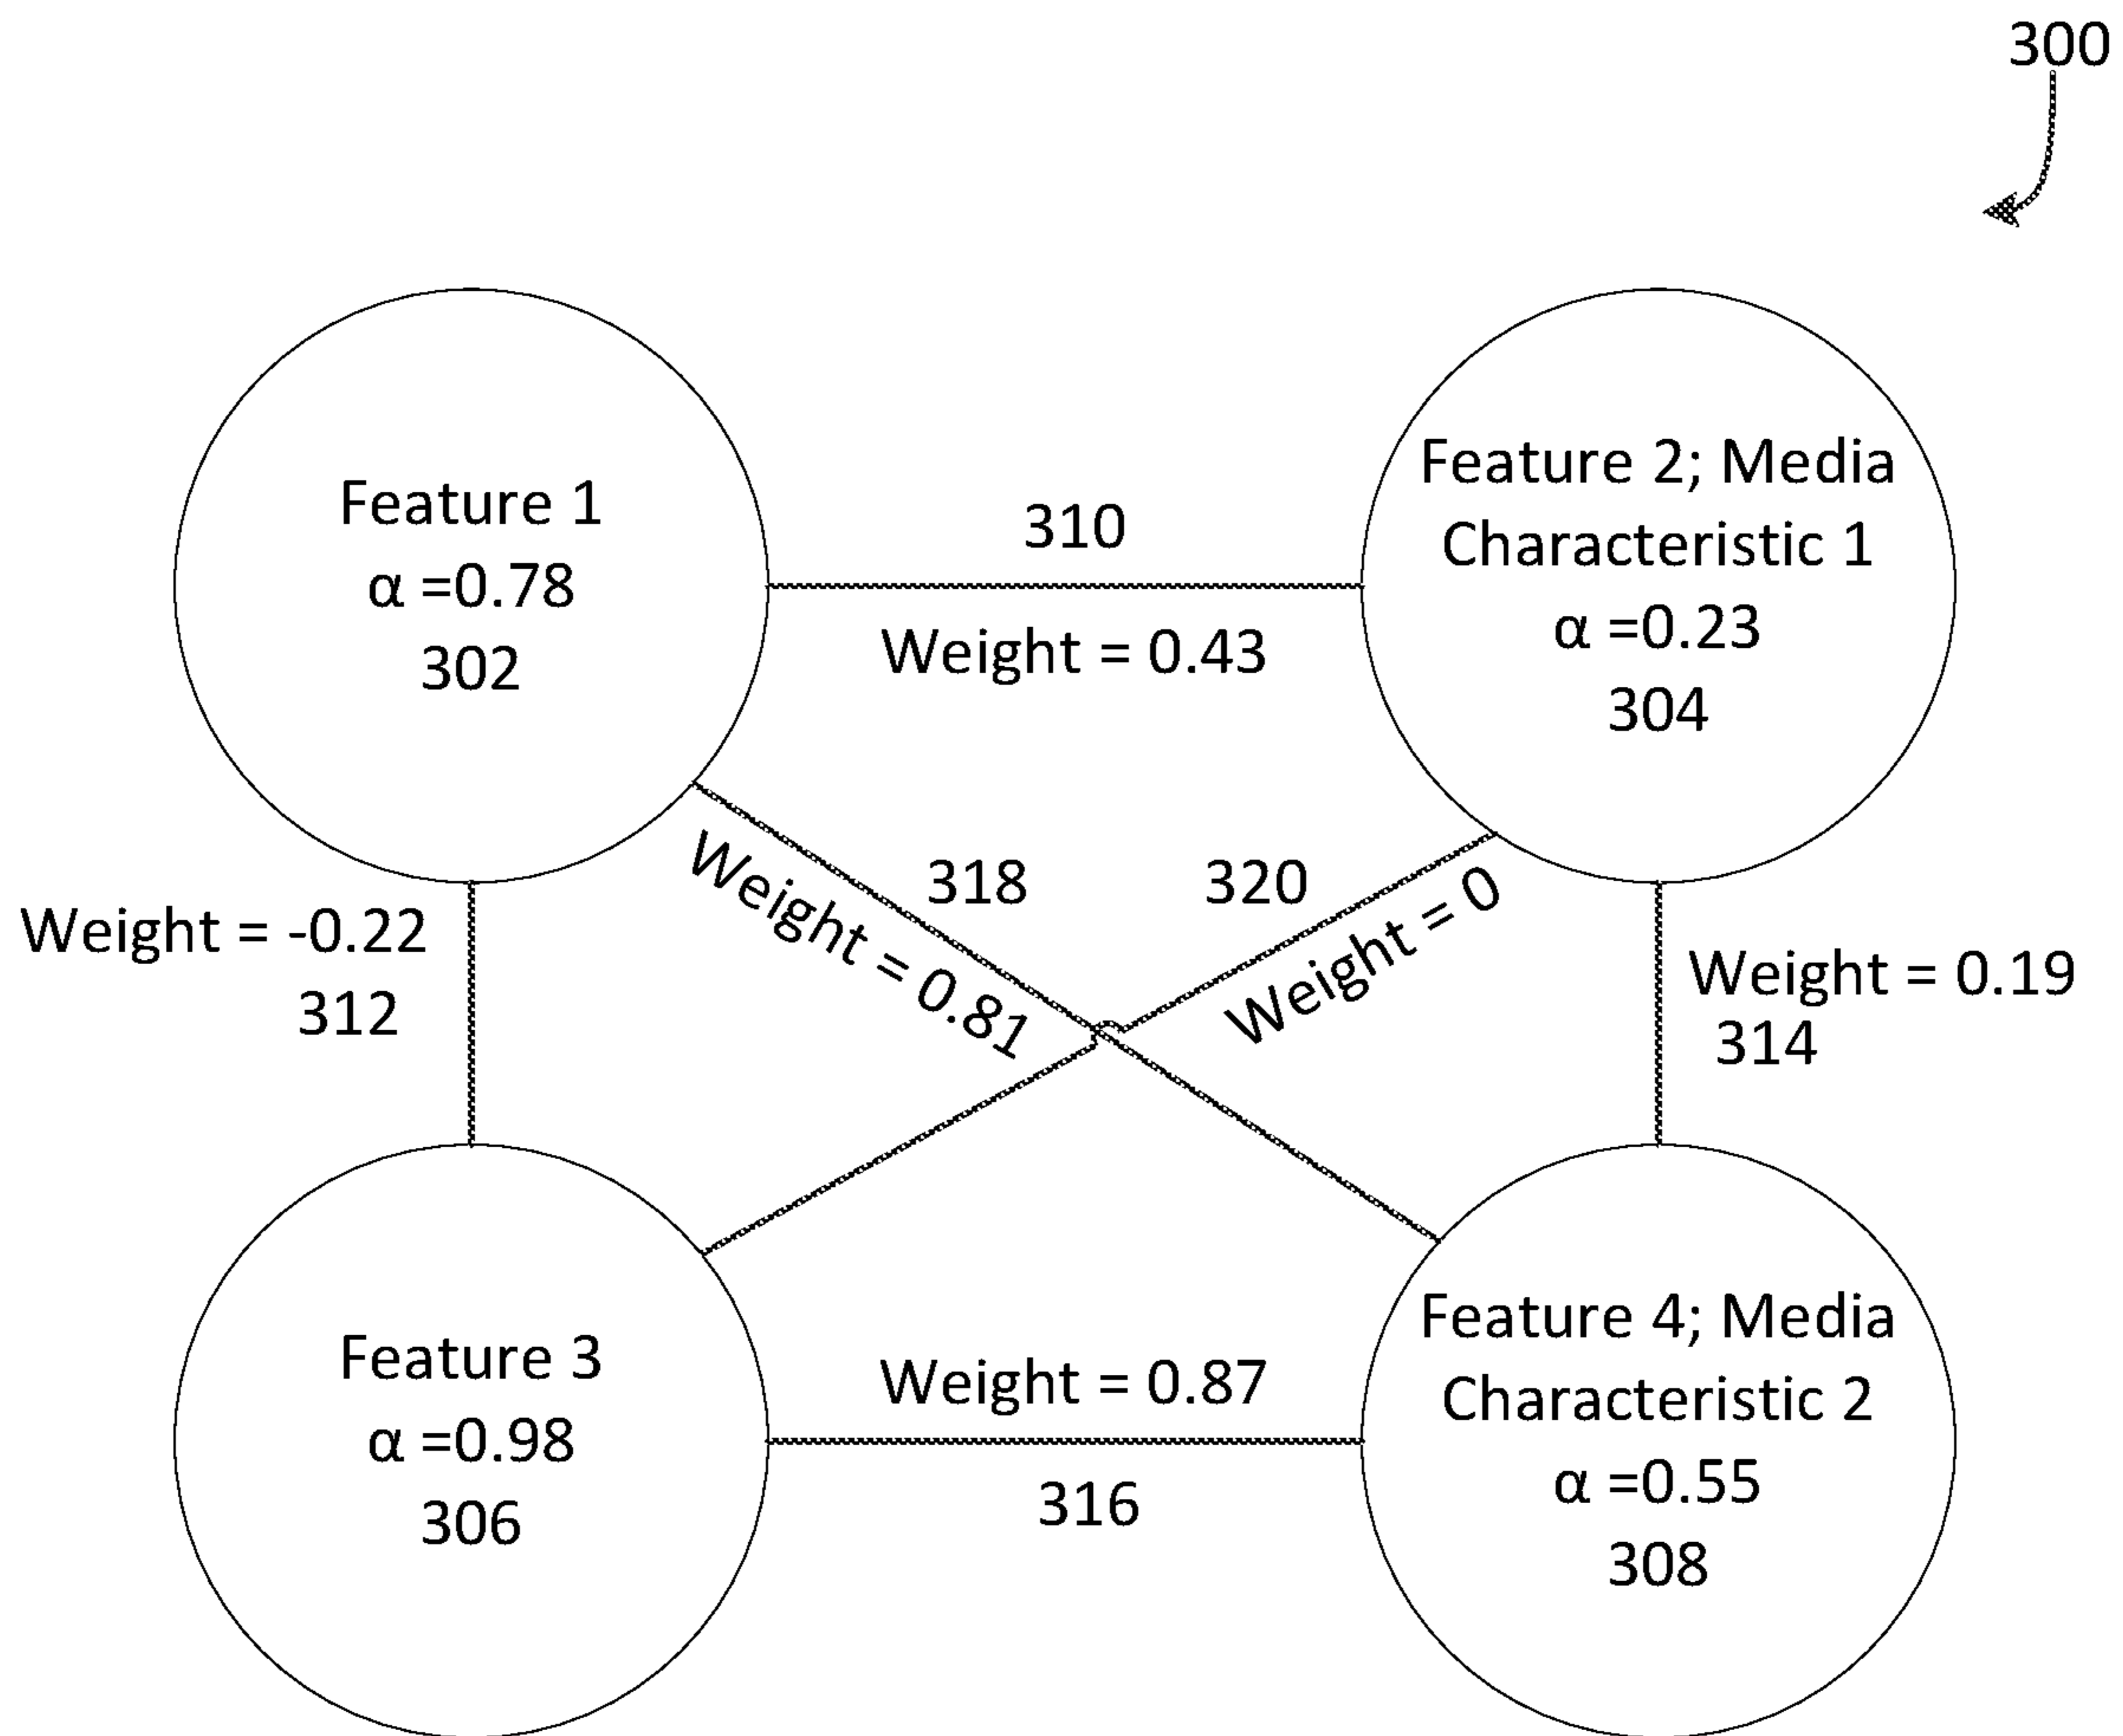 300
Feature 1
α =0.78
302
310
Weight = 0.43
Feature 2; Media
Characteristic 1
α =0.23
304
Weight = -0.22
312
318
Weight = 0.81
320
Weight = 0
Weight = 0.19
314
Feature 3
α =0.98
306
Weight = 0.87
316
Feature 4; Media
Characteristic 2
α =0.55
308